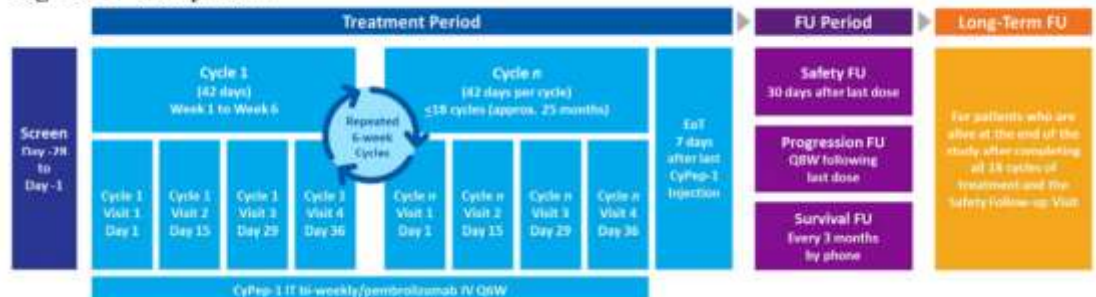 Treatment Period
FU Period
Long-Term FU
Screen
Day -28
to
Day -1
Cycle 1
(42 days)
Week 1 to Week 6
Repeated
6-week
Cycles
Cycle n
(42 days per cycle)
≤18 cycles (approx. 25 months)
Cycle 1
Visit 1
Day 1
Cycle 1
Visit 2
Day 15
Cycle 1
Visit 3
Day 29
Cycle 1
Visit 4
Day 36
Cycle n
Visit 1
Day 1
Cycle n
Visit 2
Day 15
Cycle n
Visit 3
Day 29
Cycle n
Visit 4
Day 36
EoT
7 days
after last
CyPep-1
Injection
CyPep-1 IT bi-weekly/pembrolizumab IV Q6W
Safety FU
30 days after last dose
Progression FU
Q8W following
last dose
Survival FU
Every 3 months
by phone
For patients who are
alive at the end of the
study after completing
all 18 cycles of
treatment and the
Safety Follow-up Visit